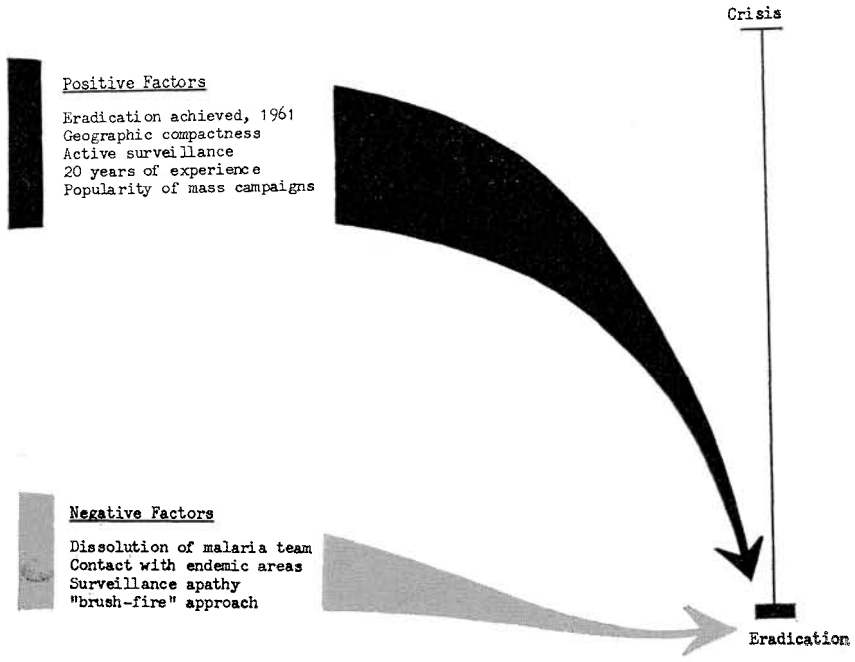 Crisis
Positive Factors
Eradication achieved, 1961
Geographic compactness
Active surveillance
20 years of experience
Popularity of mass campaigns
Negative Factors
Dissolution of malaria team
Contact with endemic areas
Surveillance apathy
"brush-fire" approach
Eradication